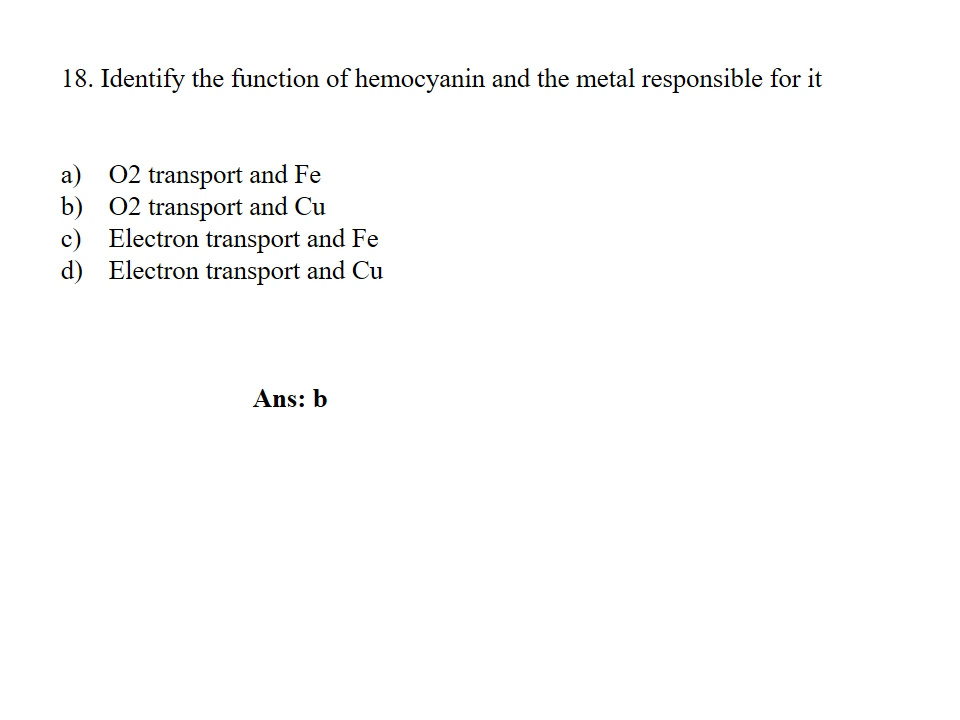 18. Identify the function of hemocyanin and the metal responsible for it
a) O2 transport and Fe
b) O2 transport and Cu
c) Electron transport and Fe
d) Electron transport and Cu
Ans: b